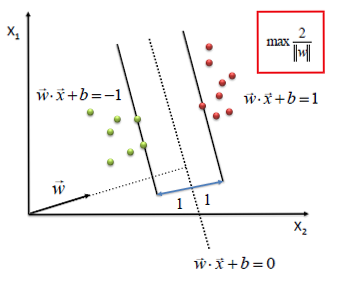 X₁
max 2/‖w‖
w⃗·x⃗+b=−1
w⃗·x⃗+b=1
w⃗
1 1
X₂
w⃗·x⃗+b=0